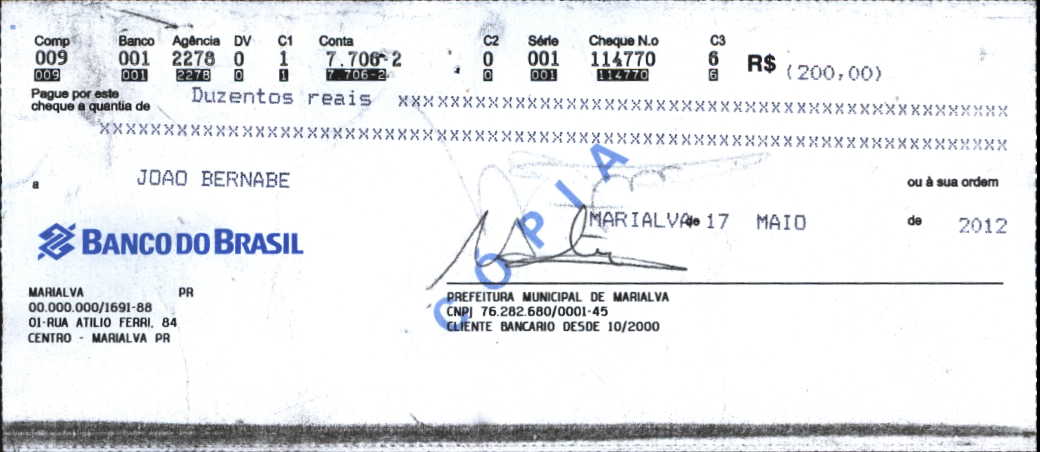 Comp Banco Agência DV C1 Conta C2 Série Cheque N.o C3
009 001 2278 0 1 7.706-2 0 001 114770 6 R$ (200,00)
009 001 2278 0 1 7.706-2 0 001 114770 6
Pague por este
cheque a quantia de Duzentos reais xxxxxxxxxxxxxxxxxxxxxxxxxxxxxxxxxxxxxx
xxxxxxxxxxxxxxxxxxxxxxxxxxxxxxxxxxxxxxxxxxxxxxxxxxxxxxxxx
a JOAO BERNABE ou à sua ordem
MARIALVA de 17 MAIO de 2012
BANCO DO BRASIL
COPIA
MARIALVA PR
00.000.000/1691-88
01-RUA ATILIO FERRI, 84
CENTRO - MARIALVA PR
PREFEITURA MUNICIPAL DE MARIALVA
CNPJ 76.282.680/0001-45
CLIENTE BANCARIO DESDE 10/2000